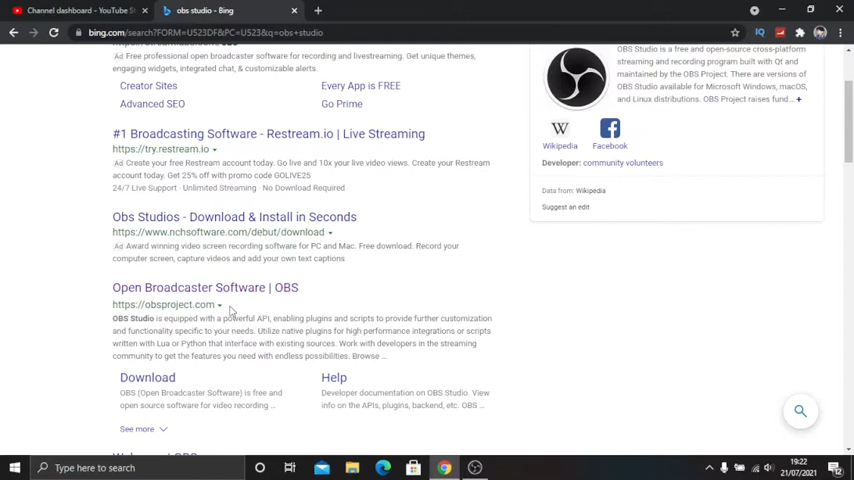 Channel dashboard - YouTube S
obs studio - Bing
bing.com/search?FORM=U523DF&PC=U523&q=obs+studio
Ad Free professional open broadcaster software for recording and livestreaming. Get unique themes,
engaging widgets, integrated chat, & customizable alerts.
Creator Sites
Every App is FREE
Advanced SEO
Go Prime
#1 Broadcasting Software - Restream.io | Live Streaming
https://try.restream.io
Ad Create your free Restream account today. Go live and 10x your live video views. Create your Restream
account today. Get 25% off with promo code GOLIVE25
24/7 Live Support · Unlimited Streaming · No Download Required
Obs Studios - Download & Install in Seconds
https://www.nchsoftware.com/debut/download
Ad Award winning video screen recording software for PC and Mac. Free download. Record your
computer screen, capture videos and add your own text captions
Open Broadcaster Software | OBS
https://obsproject.com
OBS Studio is equipped with a powerful API, enabling plugins and scripts to provide further customization
and functionality specific to your needs. Utilize native plugins for high performance integrations or scripts
written with Lua or Python that interface with existing sources. Work with developers in the streaming
community to get the features you need with endless possibilities. Browse ...
Download
OBS (Open Broadcaster Software) is free and
open source software for video recording ...
Help
Developer documentation on OBS Studio. View
info on the APIs, plugins, backend, etc. OBS ...
See more
OBS Studio is a free and open-source cross-platform
streaming and recording program built with Qt and
maintained by the OBS Project. There are versions of
OBS Studio available for Microsoft Windows, macOS,
and Linux distributions. OBS Project raises fund... +
Wikipedia
Facebook
Developer: community volunteers
Data from: Wikipedia
Suggest an edit
Type here to search
19:22
21/07/2021